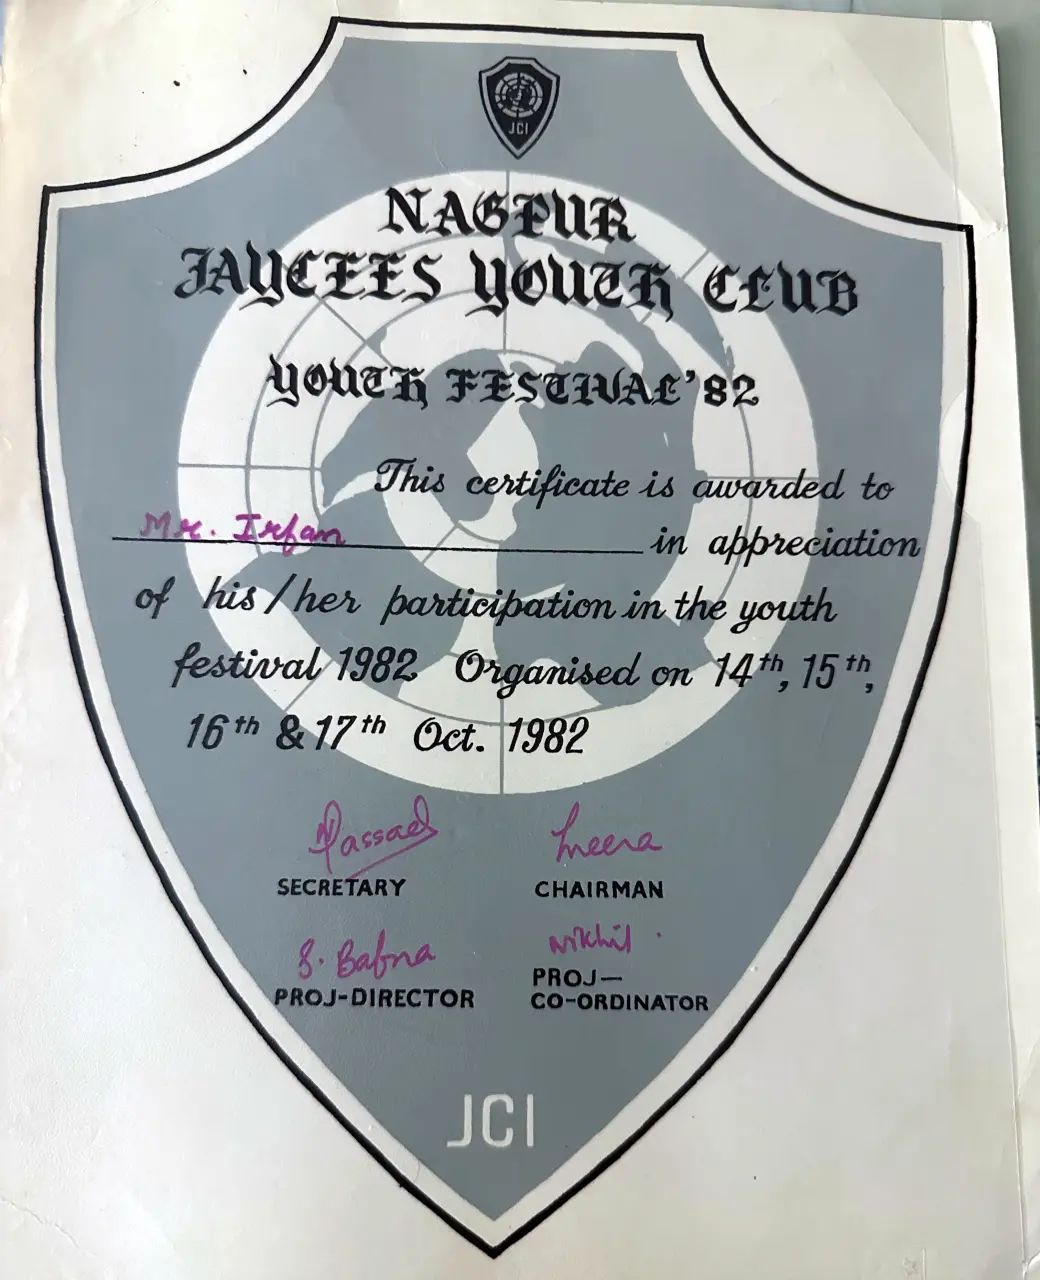 JCI
NAGPUR
JAYCEES YOUTH CLUB
YOUTH FESTIVAL'82
This certificate is awarded to
Mr. Irfan in appreciation
of his/her participation in the youth
festival 1982 Organised on 14th, 15th,
16th & 17th Oct. 1982
SECRETARY
CHAIRMAN
S. Bafna
Nikhil
PROJ-DIRECTOR
PROJ—
CO-ORDINATOR
JCI